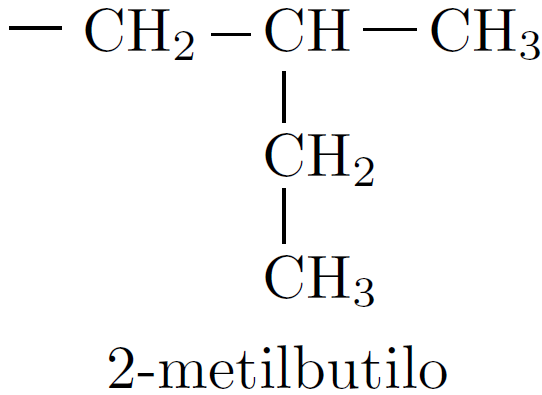 — CH₂ — CH — CH₃
CH₂
CH₃
2-metilbutilo